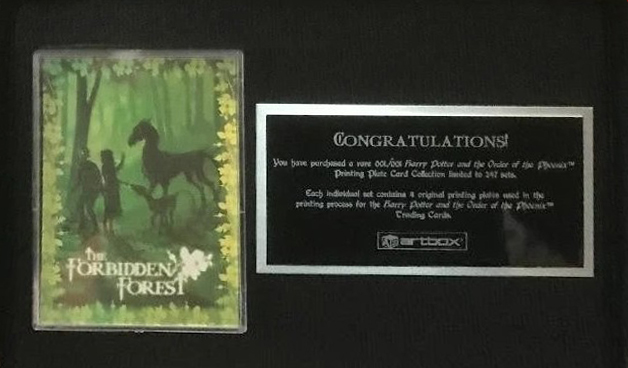 THE
FORBIDDEN
FOREST
CONGRATULATIONS!
You have purchased a rare 001/001 Harry Potter and the Order of the Phoenix™
Printing Plate Card Collection limited to 247 sets.
Each individual set contains 4 original printing plates used in the
printing process for the Harry Potter and the Order of the Phoenix™
Trading Cards.
artbox